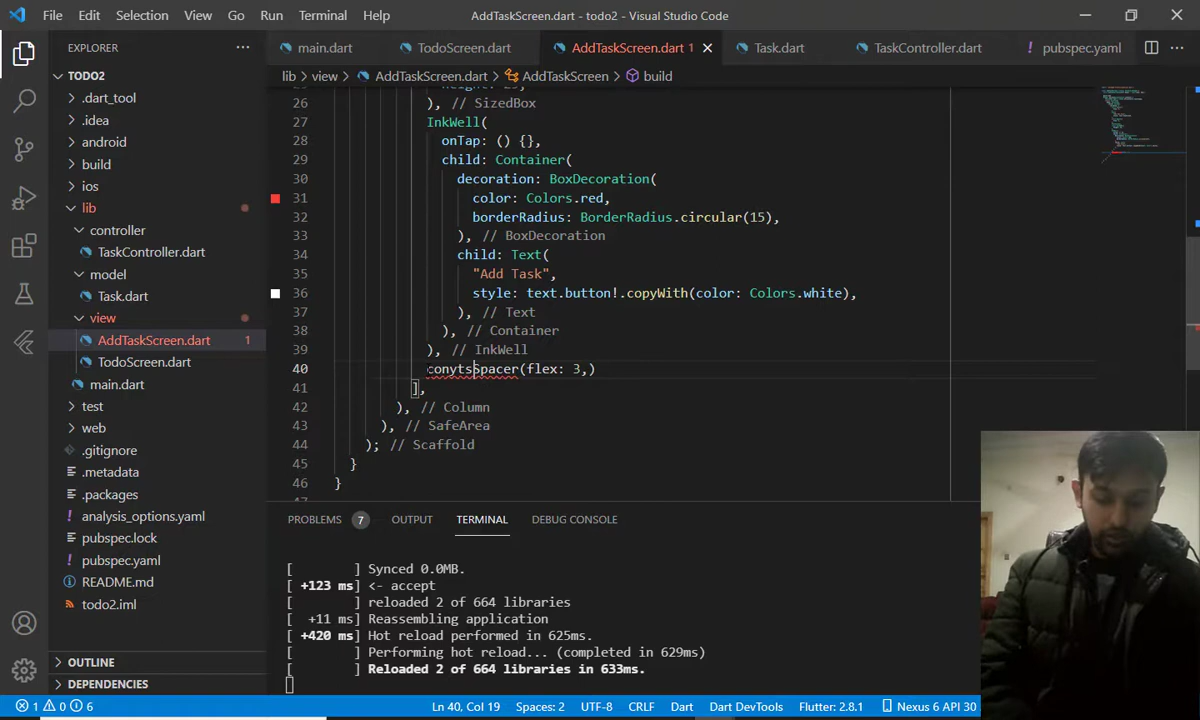 File Edit Selection View Go Run Terminal Help AddTaskScreen.dart - todo2 - Visual Studio Code
EXPLORER
main.dart TodoScreen.dart AddTaskScreen.dart 1 Task.dart TaskController.dart pubspec.yaml
TODO2
.dart_tool
.idea
android
build
ios
lib
controller
TaskController.dart
model
Task.dart
view
AddTaskScreen.dart 1
TodoScreen.dart
main.dart
test
web
.gitignore
.metadata
.packages
analysis_options.yaml
pubspec.lock
pubspec.yaml
README.md
todo2.iml
OUTLINE
DEPENDENCIES
lib > view > AddTaskScreen.dart > AddTaskScreen > build
26 ), // SizedBox
27 InkWell(
28 onTap: () {},
29 child: Container(
30 decoration: BoxDecoration(
31 color: Colors.red,
32 borderRadius: BorderRadius.circular(15),
33 ), // BoxDecoration
34 child: Text(
35 "Add Task",
36 style: text.button!.copyWith(color: Colors.white),
37 ), // Text
38 ), // Container
39 ), // InkWell
40 conytsSpacer(flex: 3,)
41 ],
42 ), // Column
43 ), // SafeArea
44 ); // Scaffold
45 }
46 }
PROBLEMS 7 OUTPUT TERMINAL DEBUG CONSOLE
[ ] Synced 0.0MB.
[ +123 ms] <- accept
[ ] reloaded 2 of 664 libraries
[ +11 ms] Reassembling application
[ +420 ms] Hot reload performed in 625ms.
[ ] Performing hot reload... (completed in 629ms)
[ ] Reloaded 2 of 664 libraries in 633ms.
1 0 6 Ln 40, Col 19 Spaces: 2 UTF-8 CRLF Dart Dart DevTools Flutter: 2.8.1 Nexus 6 API 30